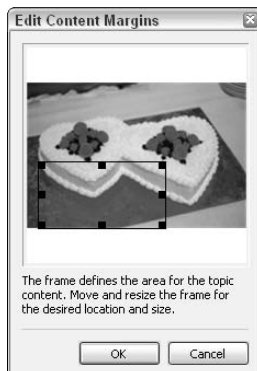 Edit Content Margins
The frame defines the area for the topic
content. Move and resize the frame for
the desired location and size.
OK Cancel